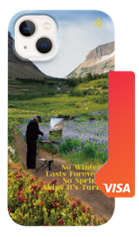 No Winter
Lasts Forever
No Spring
Skips It's Turn
VISA